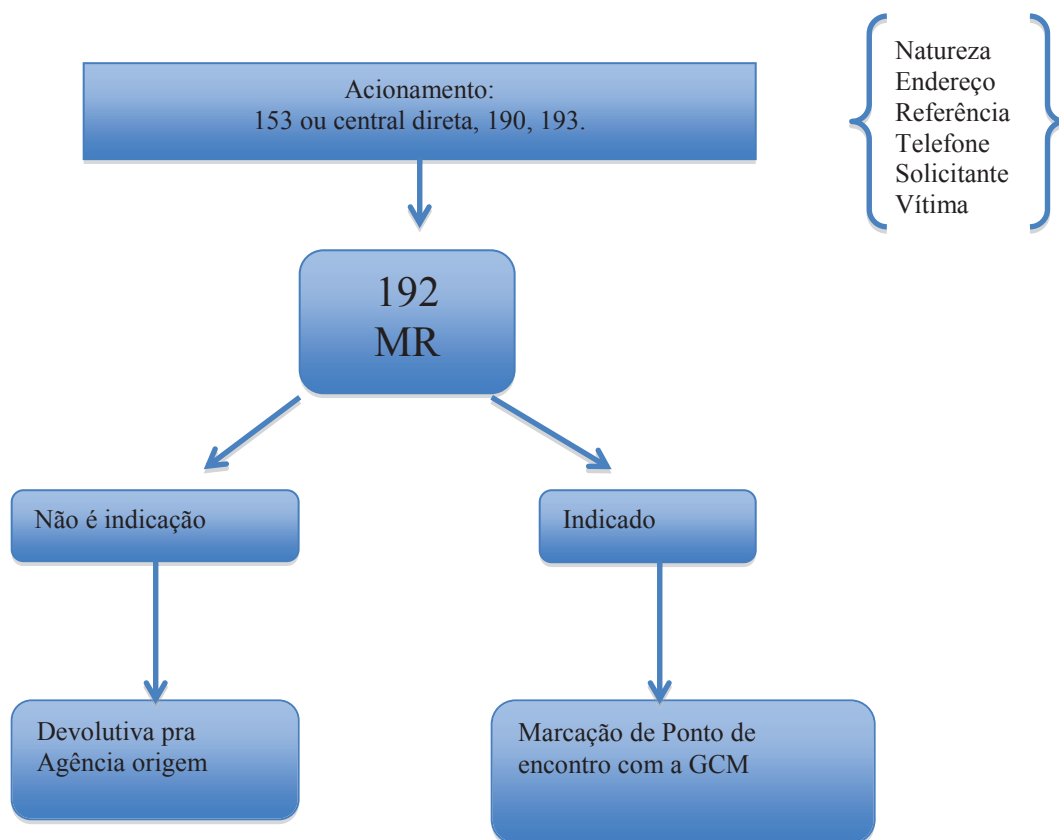 Acionamento:
153 ou central direta, 190, 193.
Natureza
Endereço
Referência
Telefone
Solicitante
Vítima
192
MR
Não é indicação
Indicado
Devolutiva pra
Agência origem
Marcação de Ponto de
encontro com a GCM